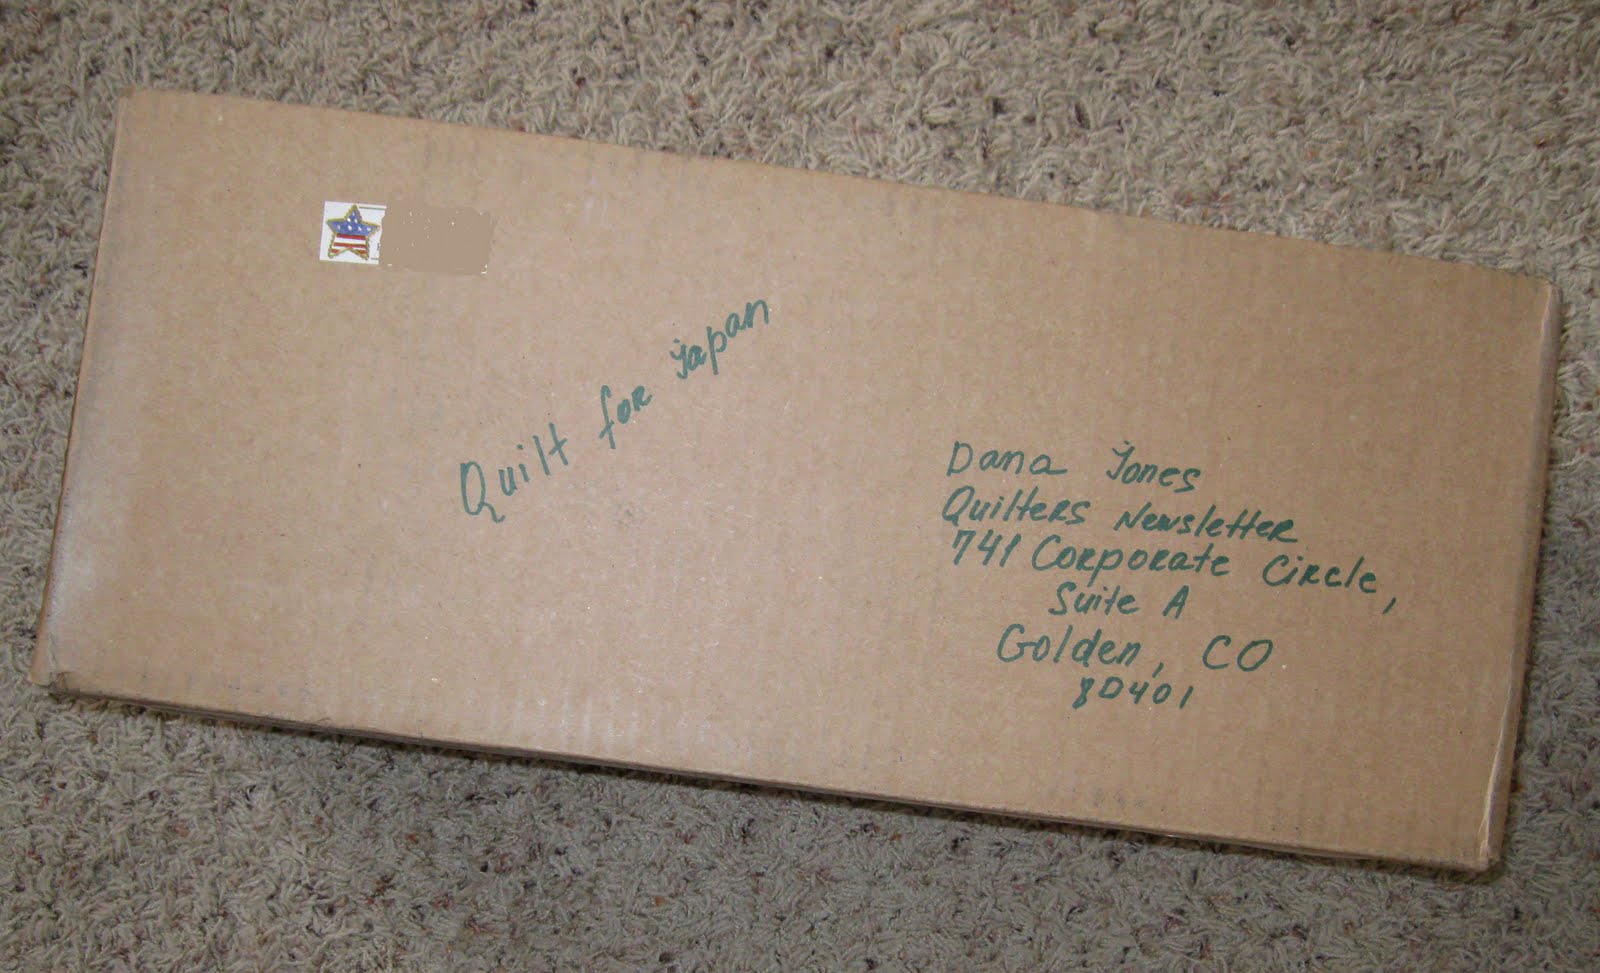 Quilt for Japan
Dana Jones
Quilters Newsletter
741 Corporate Circle,
Suite A
Golden, CO
80401